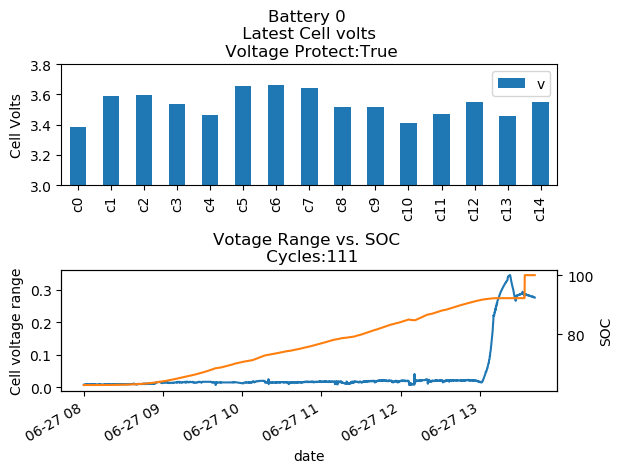 Battery 0
Latest Cell volts
Voltage Protect:True
Cell Volts
3.8
3.6
3.4
3.2
3.0
v
c0 c1 c2 c3 c4 c5 c6 c7 c8 c9 c10 c11 c12 c13 c14
Votage Range vs. SOC
Cycles:111
Cell voltage range
0.3
0.2
0.1
0.0
100
80
SOC
06-27 08 06-27 09 06-27 10 06-27 11 06-27 12 06-27 13
date